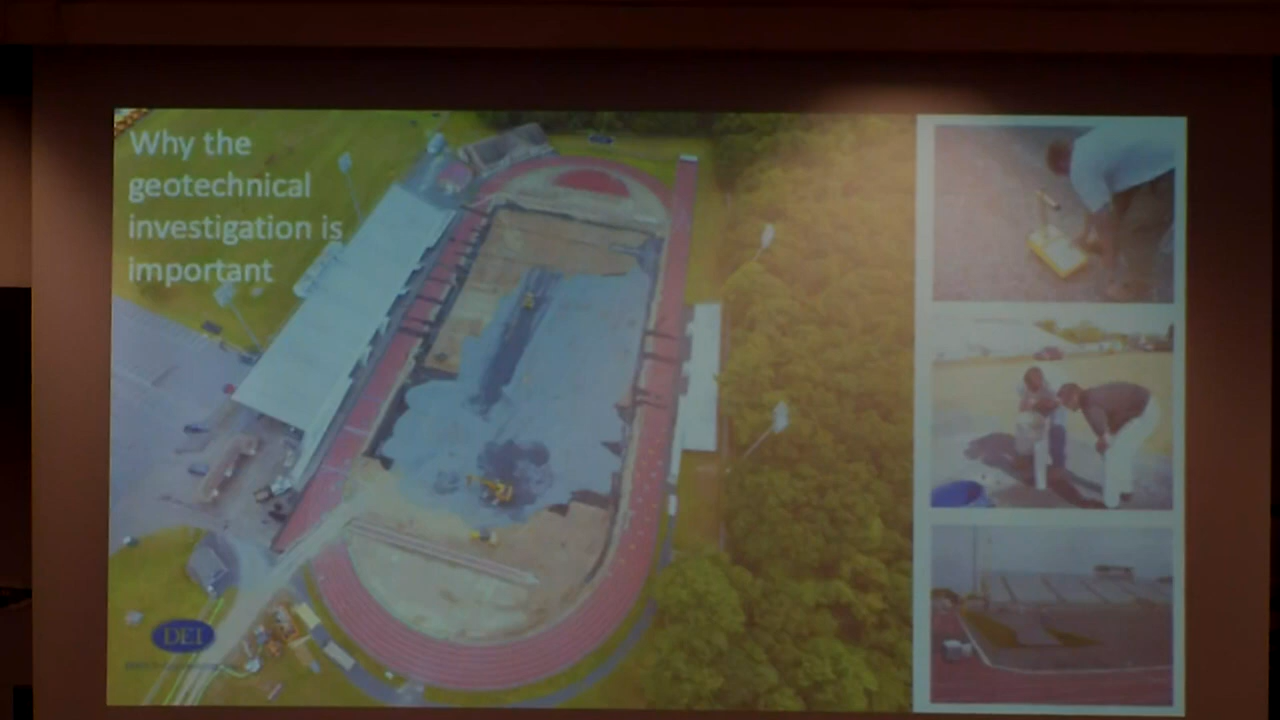 Why the
geotechnical
investigation is
important
DEI